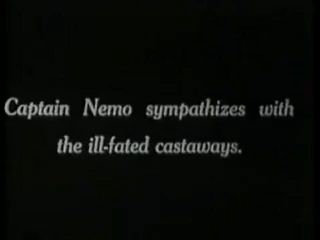 Captain Nemo sympathizes with
the ill-fated castaways.